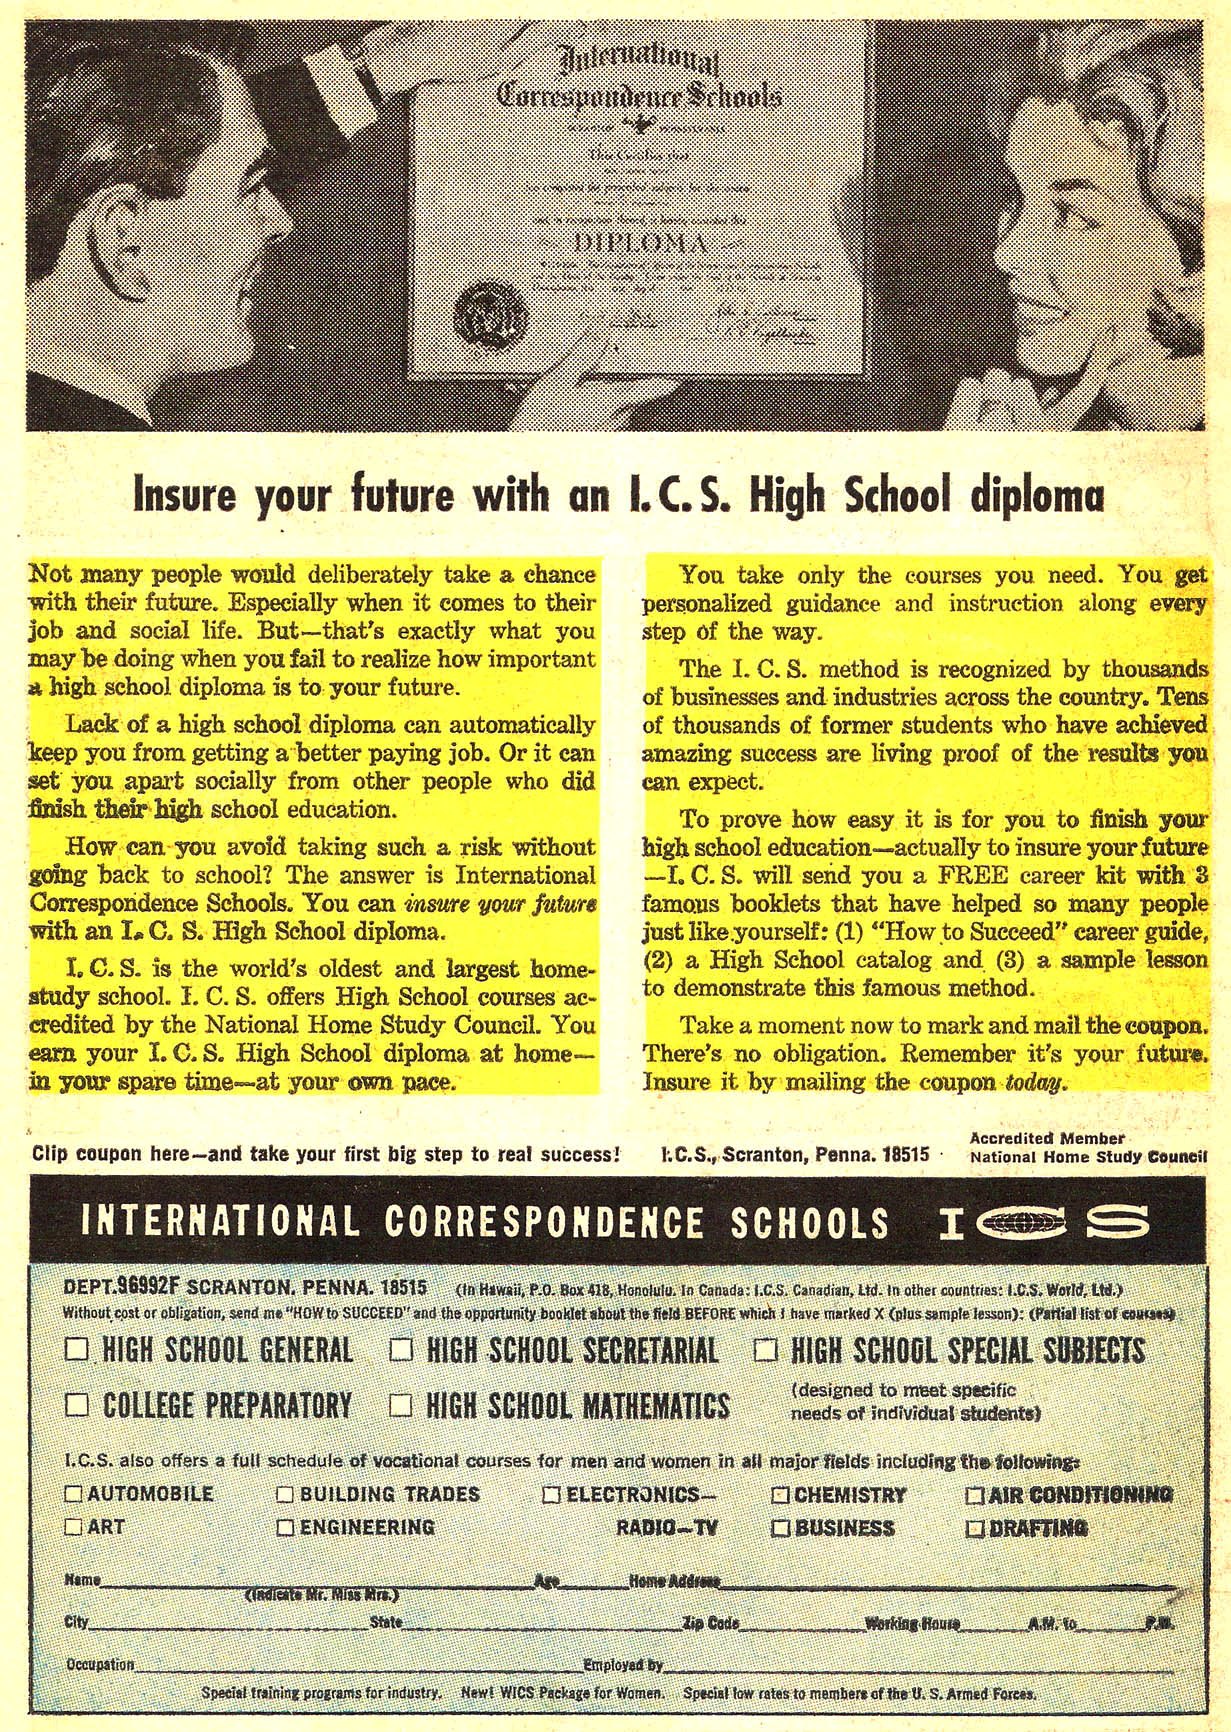 International
Correspondence Schools
SCRANTON PENNSYLVANIA
This Certifies that
DIPLOMA
Insure your future with an I.C.S. High School diploma
Not many people would deliberately take a chance
with their future. Especially when it comes to their
job and social life. But—that's exactly what you
may be doing when you fail to realize how important
a high school diploma is to your future.
Lack of a high school diploma can automatically
keep you from getting a better paying job. Or it can
set you apart socially from other people who did
finish their high school education.
How can you avoid taking such a risk without
going back to school? The answer is International
Correspondence Schools. You can insure your future
with an I. C. S. High School diploma.
I. C. S. is the world's oldest and largest home-
study school. I. C. S. offers High School courses ac-
credited by the National Home Study Council. You
earn your I. C. S. High School diploma at home—
in your spare time—at your own pace.
You take only the courses you need. You get
personalized guidance and instruction along every
step of the way.
The I. C. S. method is recognized by thousands
of businesses and industries across the country. Tens
of thousands of former students who have achieved
amazing success are living proof of the results you
can expect.
To prove how easy it is for you to finish your
high school education—actually to insure your future
—I. C. S. will send you a FREE career kit with 3
famous booklets that have helped so many people
just like yourself: (1) "How to Succeed" career guide,
(2) a High School catalog and (3) a sample lesson
to demonstrate this famous method.
Take a moment now to mark and mail the coupon.
There's no obligation. Remember it's your future.
Insure it by mailing the coupon today.
Clip coupon here—and take your first big step to real success! I.C.S., Scranton, Penna. 18515
Accredited Member
National Home Study Council
INTERNATIONAL CORRESPONDENCE SCHOOLS ICS
DEPT.96992F SCRANTON, PENNA. 18515 (In Hawaii, P.O. Box 418, Honolulu. In Canada: I.C.S. Canadian, Ltd. In other countries: I.C.S. World, Ltd.)
Without cost or obligation, send me "HOW to SUCCEED" and the opportunity booklet about the field BEFORE which I have marked X (plus sample lesson): (Partial list of courses)
HIGH SCHOOL GENERAL HIGH SCHOOL SECRETARIAL HIGH SCHOOL SPECIAL SUBJECTS
(designed to meet specific
needs of individual students)
COLLEGE PREPARATORY HIGH SCHOOL MATHEMATICS
I.C.S. also offers a full schedule of vocational courses for men and women in all major fields including the following:
AUTOMOBILE BUILDING TRADES ELECTRONICS— CHEMISTRY AIR CONDITIONING
ART ENGINEERING RADIO—TV BUSINESS DRAFTING
Name Age Home Address
(Indicate Mr. Miss Mrs.)
City State Zip Code Working Hours A.M. to P.M.
Occupation Employed by
Special training programs for industry. New! WICS Package for Women. Special low rates to members of the U. S. Armed Forces.